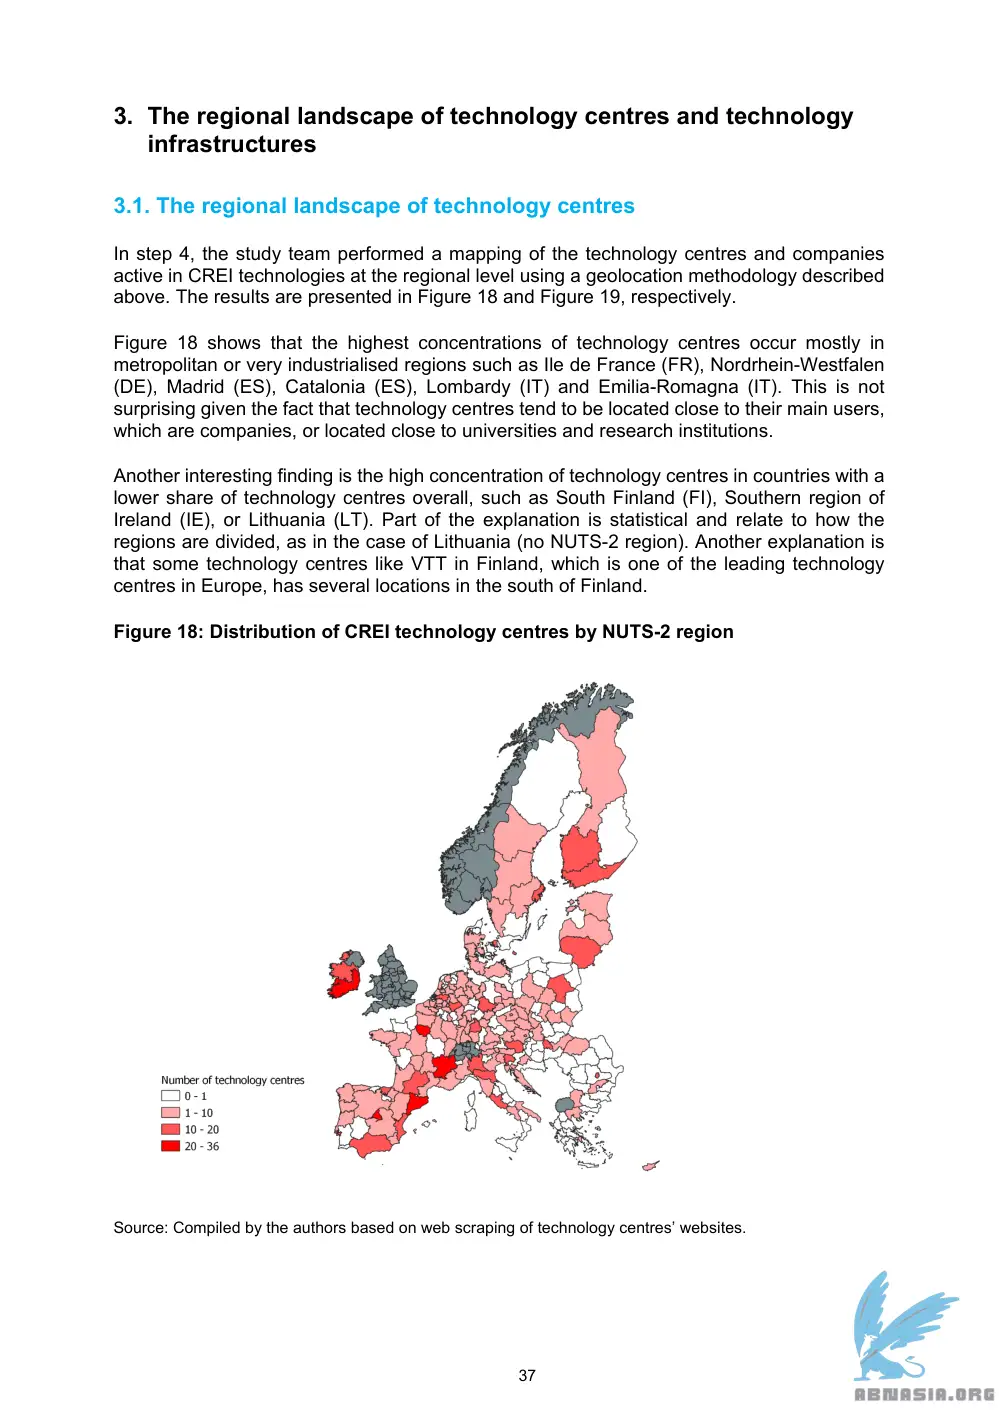 3. The regional landscape of technology centres and technology
infrastructures
3.1. The regional landscape of technology centres
In step 4, the study team performed a mapping of the technology centres and companies
active in CREI technologies at the regional level using a geolocation methodology described
above. The results are presented in Figure 18 and Figure 19, respectively.
Figure 18 shows that the highest concentrations of technology centres occur mostly in
metropolitan or very industrialised regions such as Ile de France (FR), Nordrhein-Westfalen
(DE), Madrid (ES), Catalonia (ES), Lombardy (IT) and Emilia-Romagna (IT). This is not
surprising given the fact that technology centres tend to be located close to their main users,
which are companies, or located close to universities and research institutions.
Another interesting finding is the high concentration of technology centres in countries with a
lower share of technology centres overall, such as South Finland (FI), Southern region of
Ireland (IE), or Lithuania (LT). Part of the explanation is statistical and relate to how the
regions are divided, as in the case of Lithuania (no NUTS-2 region). Another explanation is
that some technology centres like VTT in Finland, which is one of the leading technology
centres in Europe, has several locations in the south of Finland.
Figure 18: Distribution of CREI technology centres by NUTS-2 region
Number of technology centres
0 - 1
1 - 10
10 - 20
20 - 36
Source: Compiled by the authors based on web scraping of technology centres’ websites.
37
ABNASIA.ORG